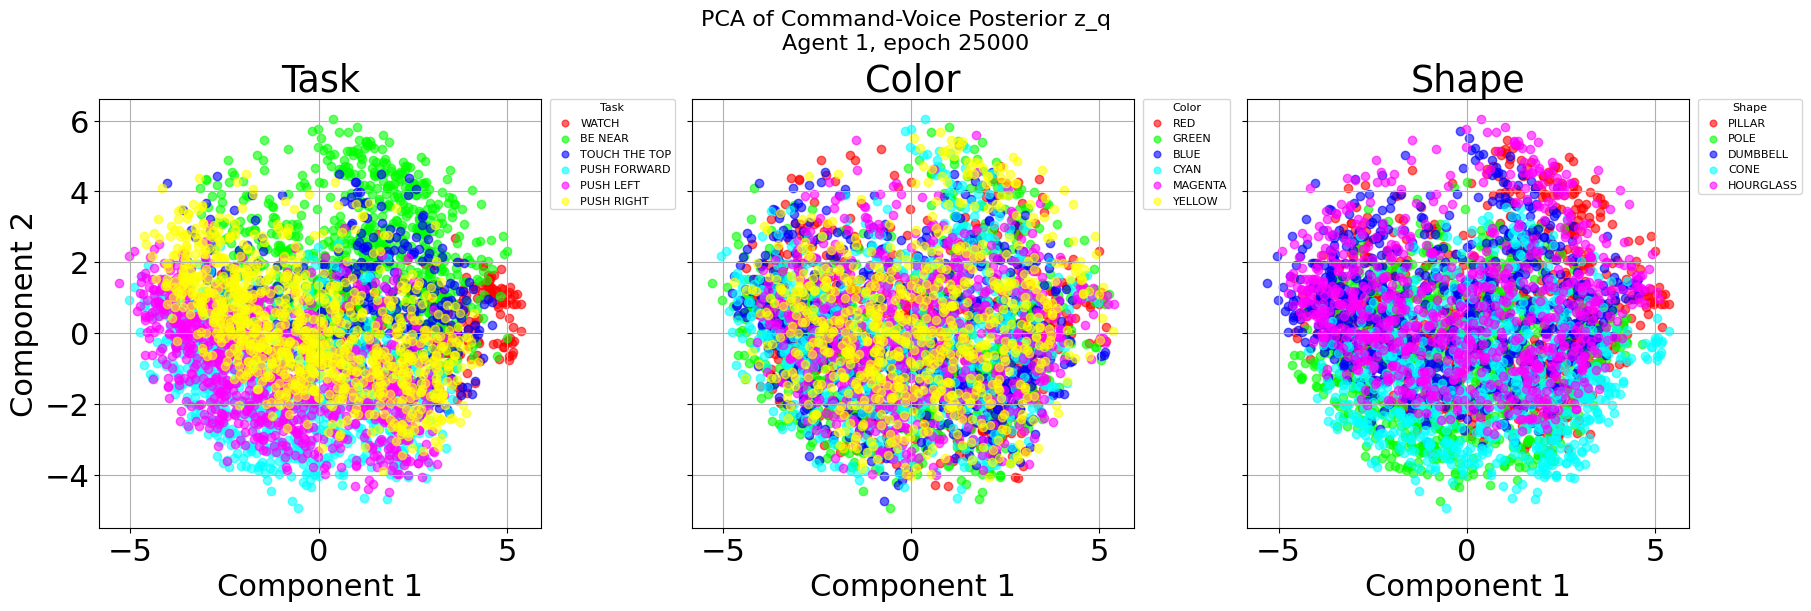 PCA of Command-Voice Posterior z_q
Agent 1, epoch 25000
Task
Component 2
6
4
2
0
−2
−4
−5
0
5
Component 1
Task
WATCH
BE NEAR
TOUCH THE TOP
PUSH FORWARD
PUSH LEFT
PUSH RIGHT
Color
−5
0
5
Component 1
Color
RED
GREEN
BLUE
CYAN
MAGENTA
YELLOW
Shape
−5
0
5
Component 1
Shape
PILLAR
POLE
DUMBBELL
CONE
HOURGLASS